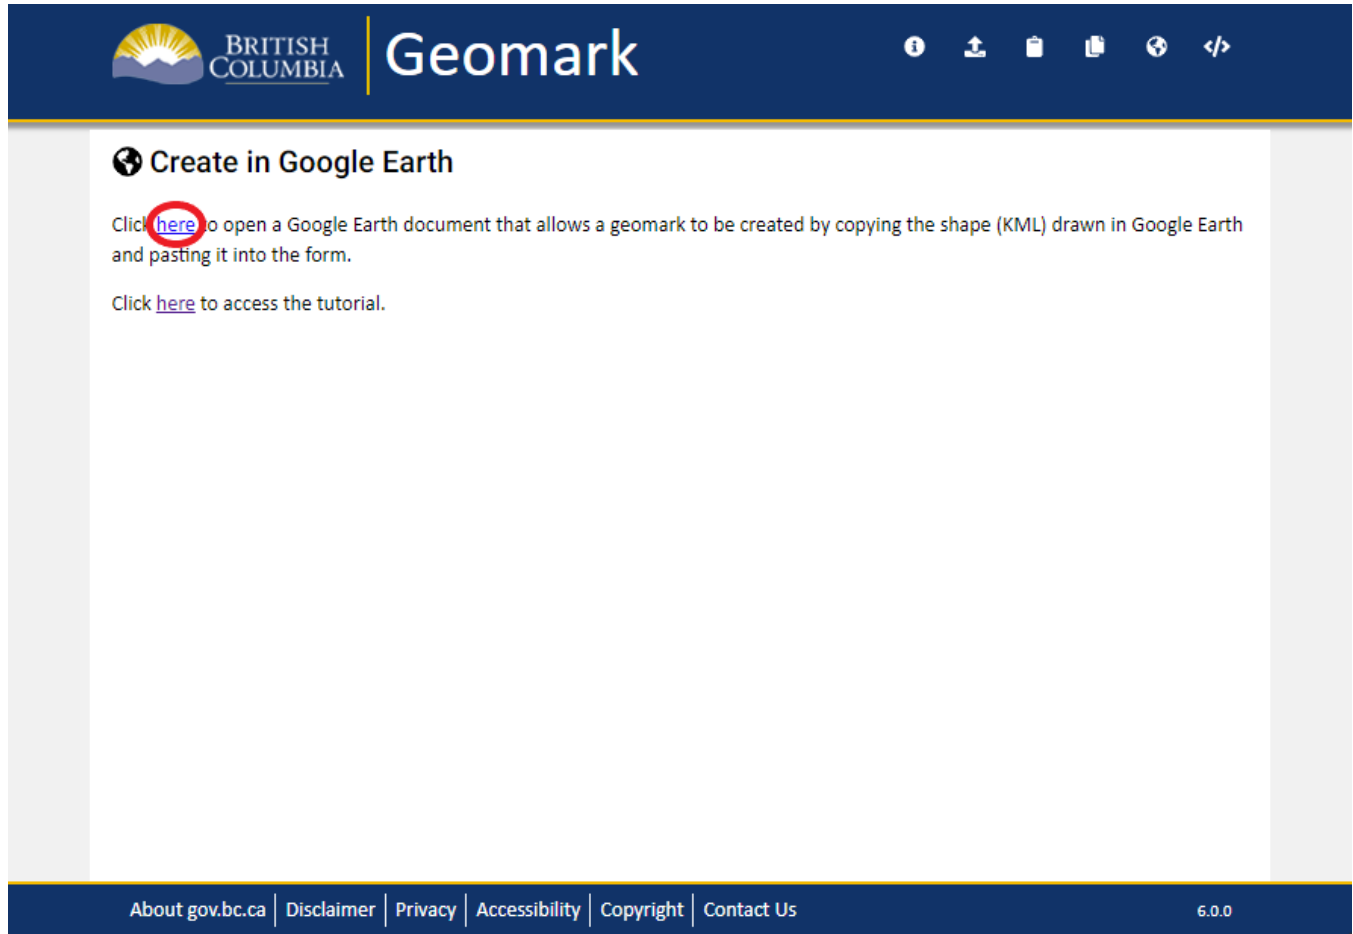 BRITISH
COLUMBIA
Geomark
Create in Google Earth
Click here to open a Google Earth document that allows a geomark to be created by copying the shape (KML) drawn in Google Earth
and pasting it into the form.
Click here to access the tutorial.
About gov.bc.ca Disclaimer Privacy Accessibility Copyright Contact Us 6.0.0